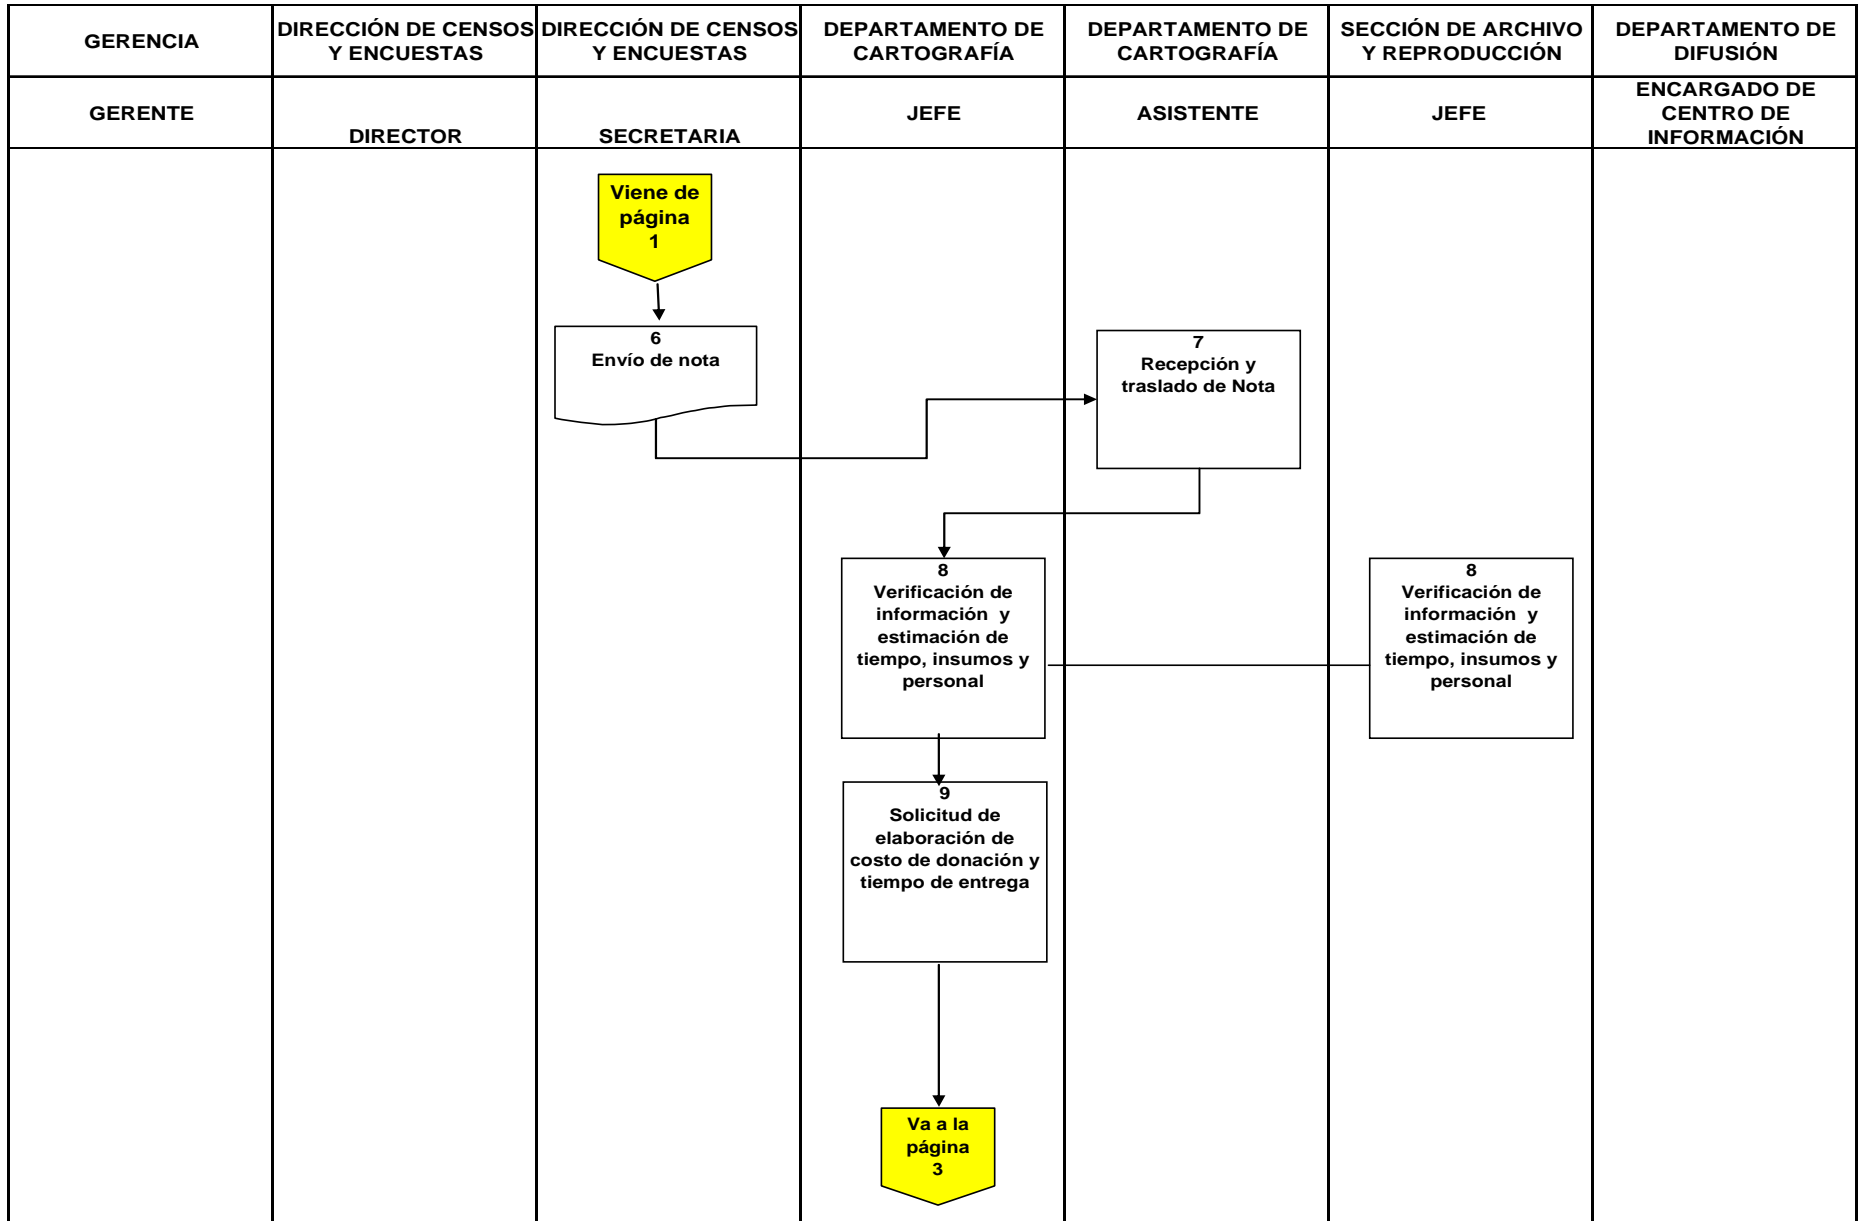 GERENCIA
DIRECCIÓN DE CENSOS
Y ENCUESTAS
DIRECCIÓN DE CENSOS
Y ENCUESTAS
DEPARTAMENTO DE
CARTOGRAFÍA
DEPARTAMENTO DE
CARTOGRAFÍA
SECCIÓN DE ARCHIVO
Y REPRODUCCIÓN
DEPARTAMENTO DE
DIFUSIÓN
GERENTE
DIRECTOR
SECRETARIA
JEFE
ASISTENTE
JEFE
ENCARGADO DE
CENTRO DE
INFORMACIÓN
Viene de
página
1
6
Envío de nota
7
Recepción y
traslado de Nota
8
Verificación de
información y
estimación de
tiempo, insumos y
personal
8
Verificación de
información y
estimación de
tiempo, insumos y
personal
9
Solicitud de
elaboración de
costo de donación y
tiempo de entrega
Va a la
página
3